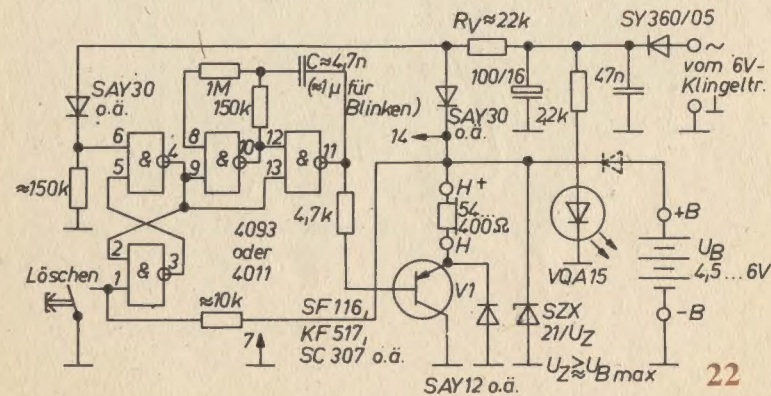 R_V≈22k
SY360/05
SAY30
o.ä.
1M
C≈4,7n
(≈1µ für
Blinken)
150k
100/16
2,2k
47n
~
vom 6V-
Klingeltr.
SAY30
o.ä.
14
6
5
&
4
8
9
&
10
12
13
&
11
≈150k
4,7k
H+
54...
400Ω
H
+B
U_B
4,5...6V
-B
2
1
&
3
4093
oder
4011
V1
VQA15
Löschen
≈10k
7
SF116,
KF517,
SC 307 o.ä.
SZX
21/U_Z
SAY12 o.ä.
U_Z ≳ U_B max
22